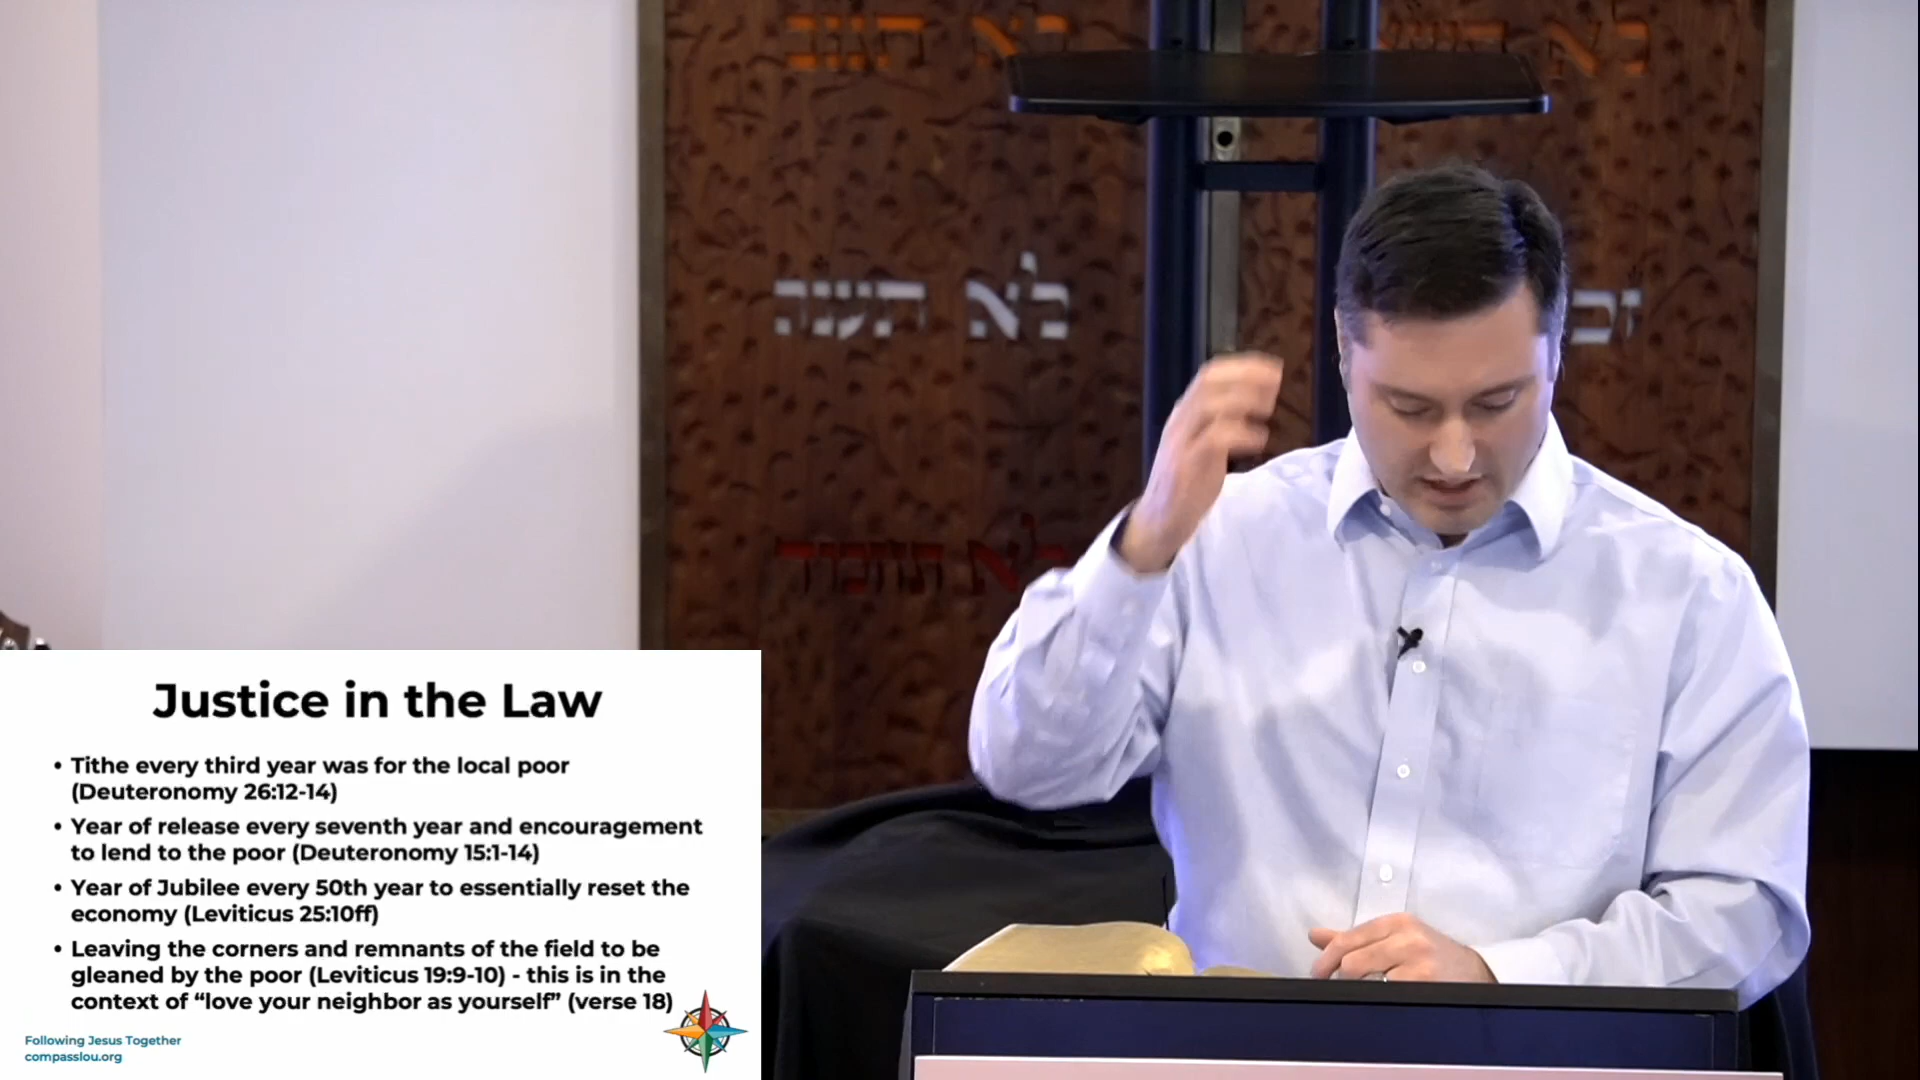 לא תשא
Justice in the Law
• Tithe every third year was for the local poor
(Deuteronomy 26:12-14)
• Year of release every seventh year and encouragement
to lend to the poor (Deuteronomy 15:1-14)
• Year of Jubilee every 50th year to essentially reset the
economy (Leviticus 25:10ff)
• Leaving the corners and remnants of the field to be
gleaned by the poor (Leviticus 19:9-10) - this is in the
context of “love your neighbor as yourself” (verse 18)
Following Jesus Together
compasslou.org